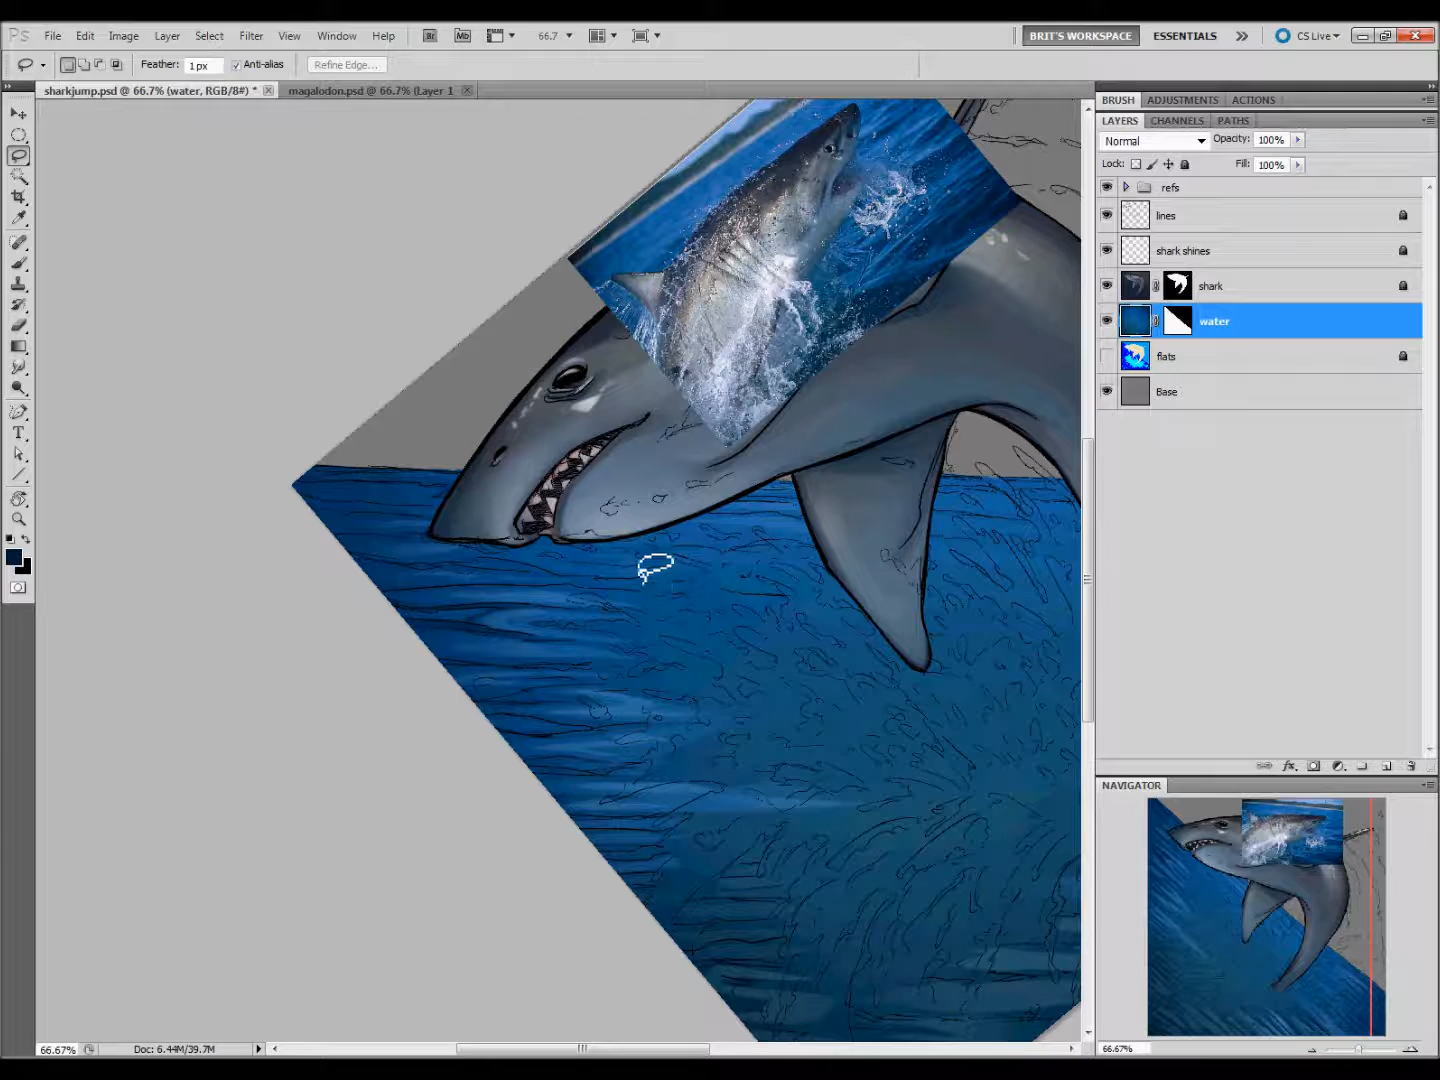 Ps File Edit Image Layer Select Filter View Window Help Br Mb 66.7 BRIT'S WORKSPACE ESSENTIALS CS Live
Feather: 1 px Anti-alias Refine Edge...
sharkjump.psd @ 66.7% (water, RGB/8#) * magalodon.psd @ 66.7% (Layer 1
BRUSH ADJUSTMENTS ACTIONS
LAYERS CHANNELS PATHS
Normal Opacity: 100%
Lock: Fill: 100%
refs
lines
shark shines
shark
water
flats
Base
fx
NAVIGATOR
66.67% Doc: 6.44M/39.7M 66.67%